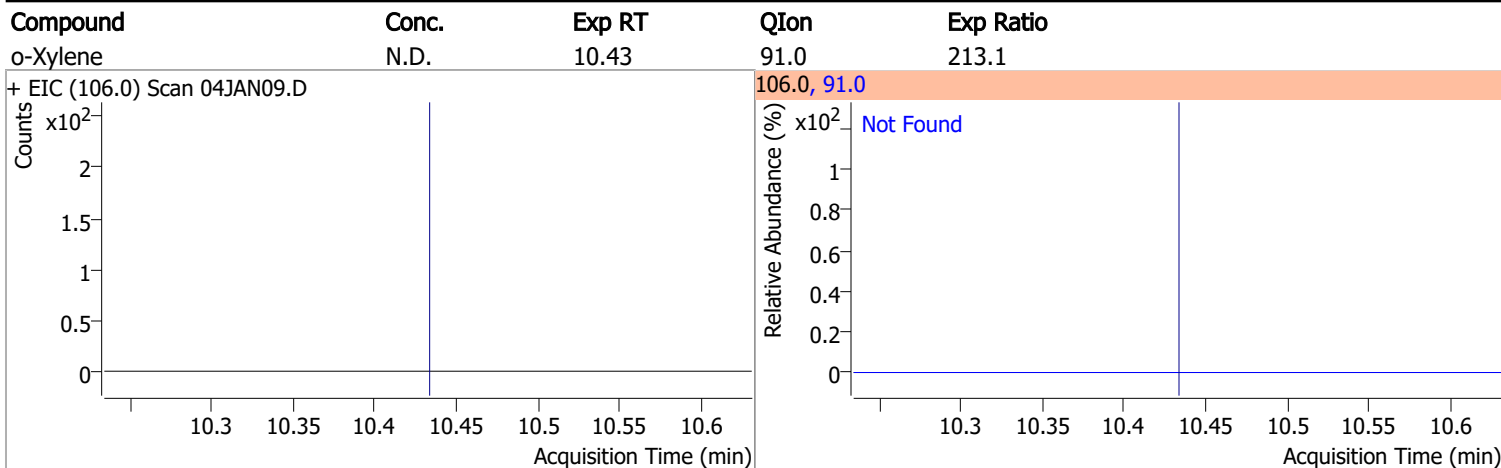 Compound Conc. Exp RT QIon Exp Ratio
o-Xylene N.D. 10.43 91.0 213.1
+ EIC (106.0) Scan 04JAN09.D
Counts
x10²
2
1.5
1
0.5
0
10.3 10.35 10.4 10.45 10.5 10.55 10.6
Acquisition Time (min)
106.0, 91.0
Relative Abundance (%)
x10²
Not Found
1
0.8
0.6
0.4
0.2
0
10.3 10.35 10.4 10.45 10.5 10.55 10.6
Acquisition Time (min)